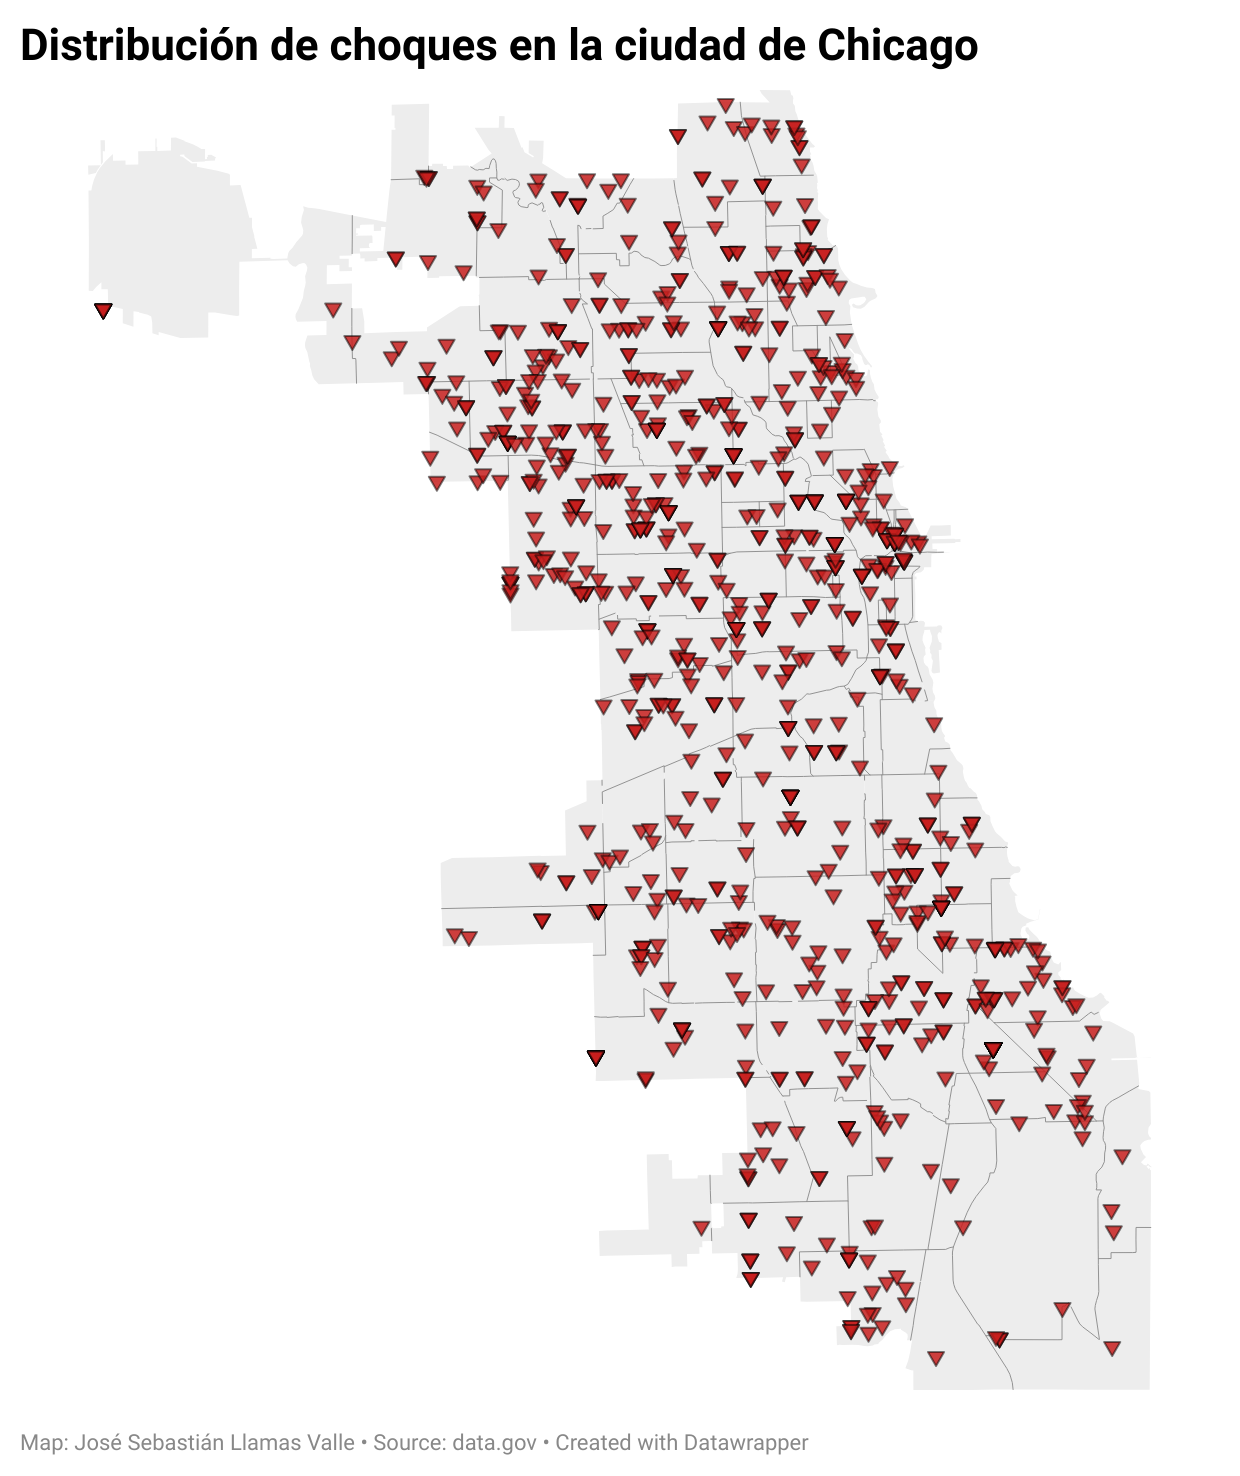 Distribución de choques en la ciudad de Chicago
Map: José Sebastián Llamas Valle • Source: data.gov • Created with Datawrapper